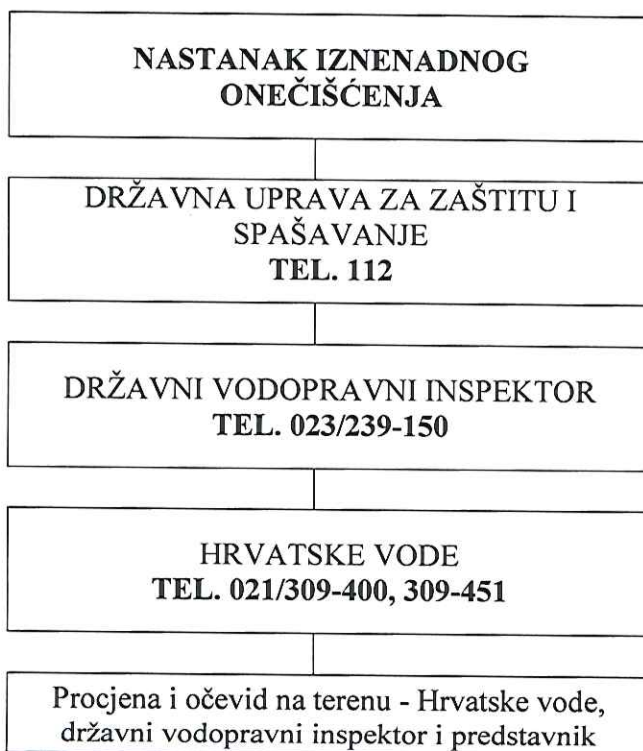 NASTANAK IZNENADNOG
ONEČIŠĆENJA
DRŽAVNA UPRAVA ZA ZAŠTITU I
SPAŠAVANJE
TEL. 112
DRŽAVNI VODOPRAVNI INSPEKTOR
TEL. 023/239-150
HRVATSKE VODE
TEL. 021/309-400, 309-451
Procjena i očevid na terenu - Hrvatske vode,
državni vodopravni inspektor i predstavnik